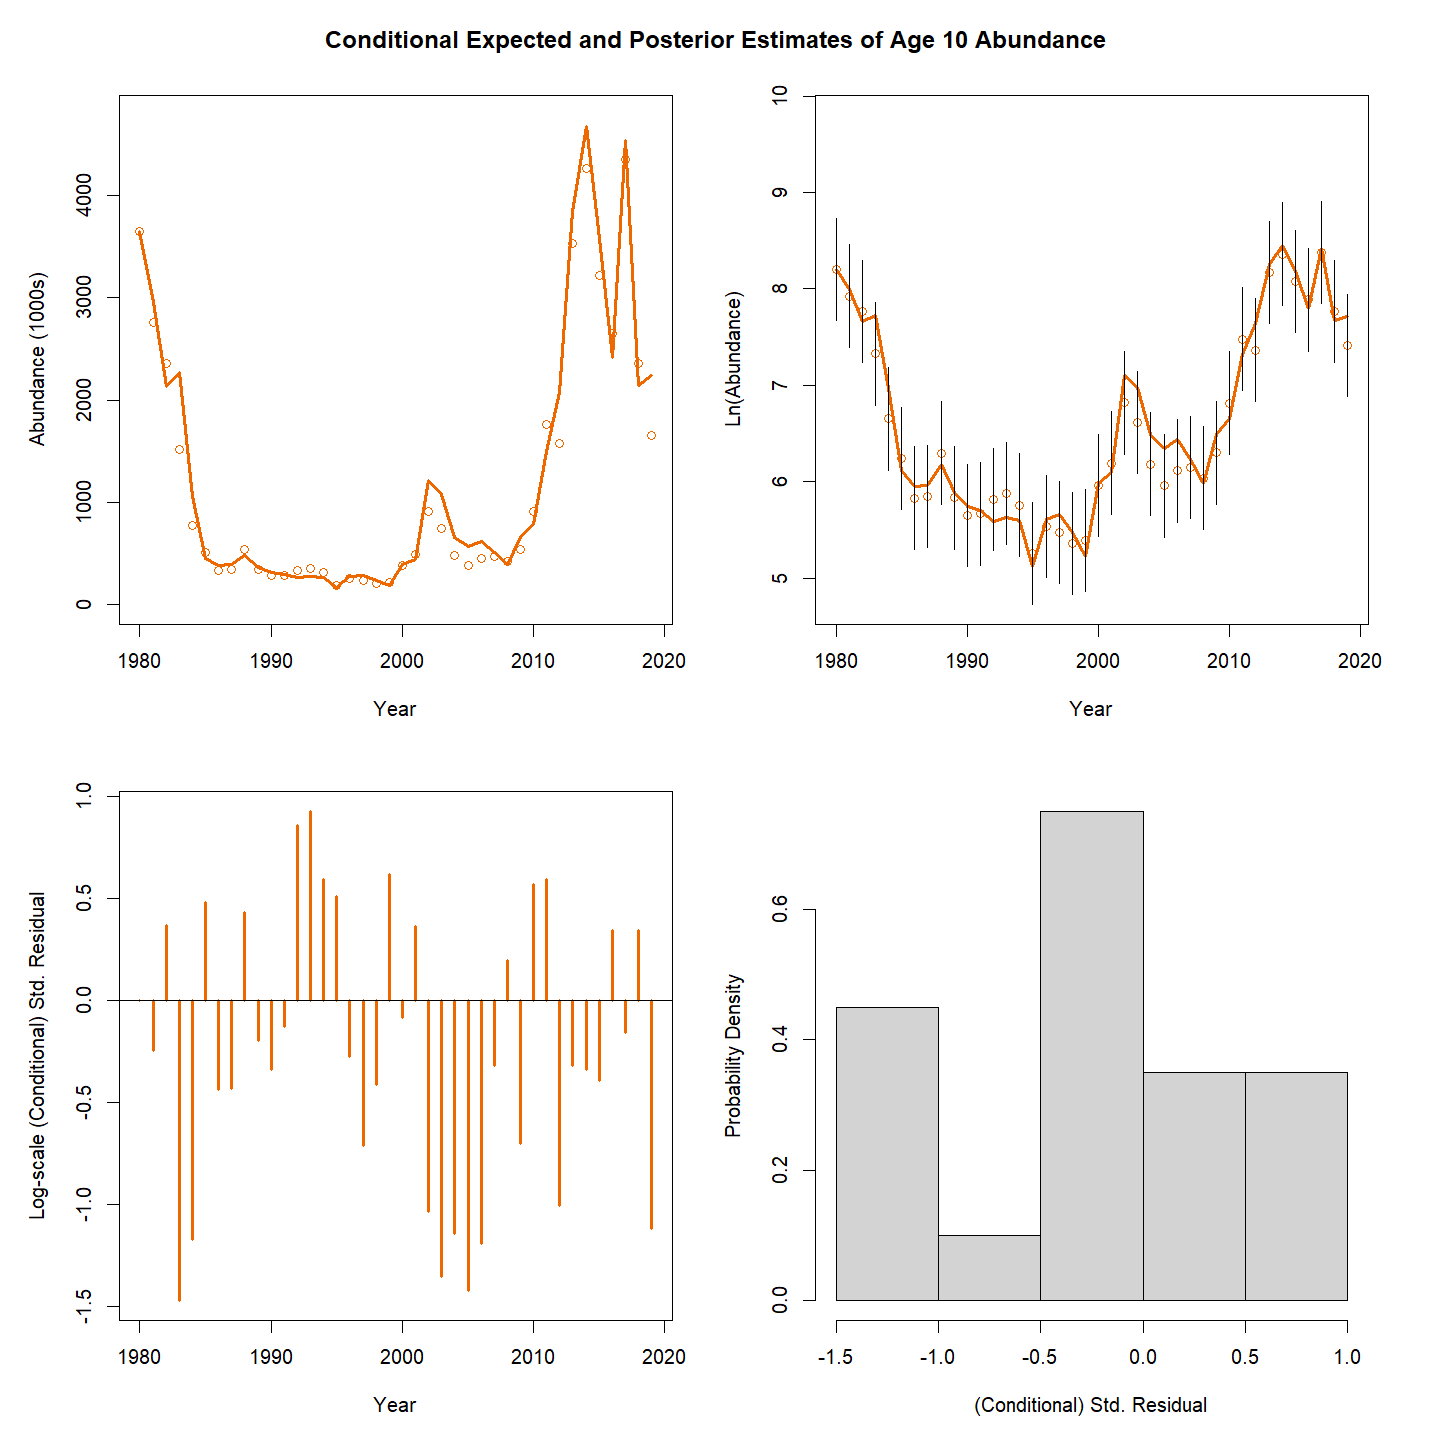 Conditional Expected and Posterior Estimates of Age 10 Abundance
Abundance (1000s)
4000
3000
2000
1000
0
1980 1990 2000 2010 2020
Year
Ln(Abundance)
10
9
8
7
6
5
1980 1990 2000 2010 2020
Year
Log-scale (Conditional) Std. Residual
1.0
0.5
0.0
-0.5
-1.0
-1.5
1980 1990 2000 2010 2020
Year
Probability Density
0.6
0.4
0.2
0.0
-1.5 -1.0 -0.5 0.0 0.5 1.0
(Conditional) Std. Residual